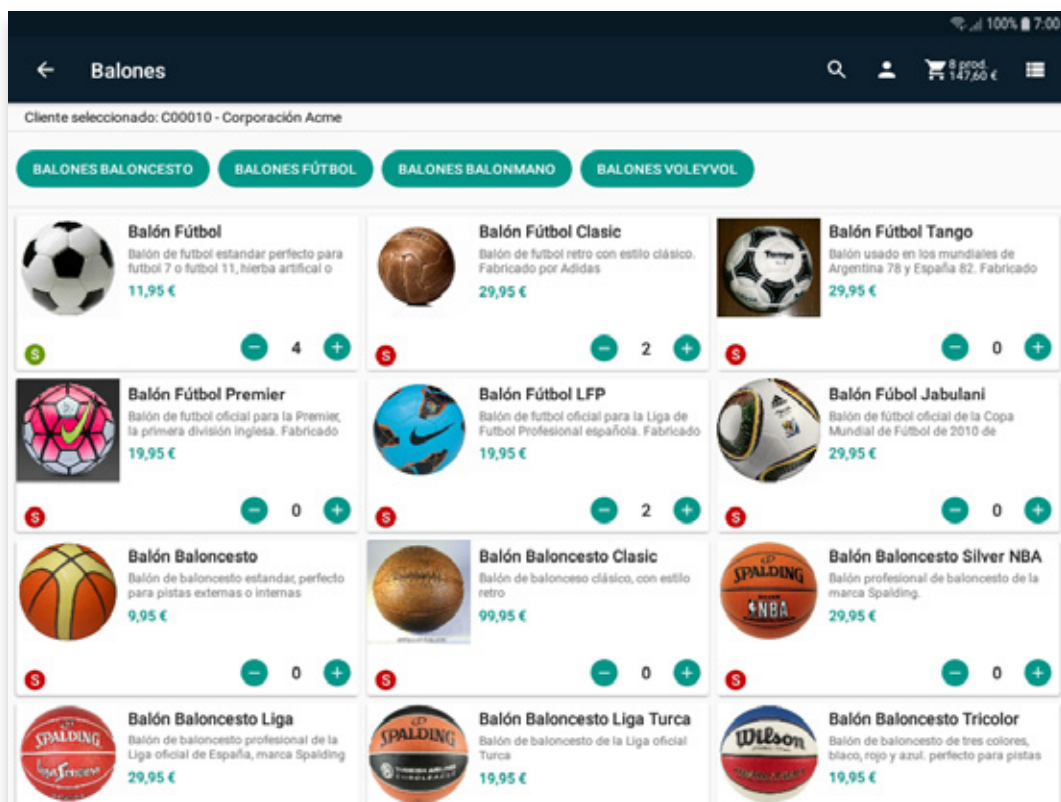 100% 7:00
Balones
8 prod.
147,60 €
Cliente seleccionado: C00010 - Corporación Acme
BALONES BALONCESTO BALONES FÚTBOL BALONES BALONMANO BALONES VOLEYVOL
Balón Fútbol
Balón de futbol estandar perfecto para
futbol 7 o futbol 11, hierba artifical o
11,95 €
S
4
Balón Fútbol Clasic
Balón de futbol retro con estilo clásico.
Fabricado por Adidas
29,95 €
S
2
Tango
Balón Fútbol Tango
Balón usado en los mundiales de
Argentina 78 y España 82. Fabricado
29,95 €
S
0
Balón Fútbol Premier
Balón de futbol oficial para la Premier,
la primera división inglesa. Fabricado
19,95 €
S
0
Balón Fútbol LFP
Balón de futbol oficial para la Liga de
Futbol Profesional española. Fabricado
19,95 €
S
2
adidas
Balón Fúbol Jabulani
Balón de fútbol oficial de la Copa
Mundial de Fútbol de 2010 de
29,95 €
S
0
Balón Baloncesto
Balón de baloncesto estandar, perfecto
para pistas externas o internas
9,95 €
S
0
Balón Baloncesto Clasic
Balón de balonceso clásico, con estilo
retro
99,95 €
S
0
SPALDING
NBA
Balón Baloncesto Silver NBA
Balón profesional de baloncesto de la
marca Spalding.
29,95 €
S
0
SPALDING
Balón Baloncesto Liga
Balón de baloncesto profesional de la
Liga oficial de España, marca Spalding
29,95 €
SPALDING
TURKISH AIRLINES
EUROLEAGUE
Balón Baloncesto Liga Turca
Balón de baloncesto de la Liga oficial
Turca
19,95 €
Wilson
Balón Baloncesto Tricolor
Balón de baloncesto de tres colores,
blaco, rojo y azul. perfecto para pistas
19,95 €